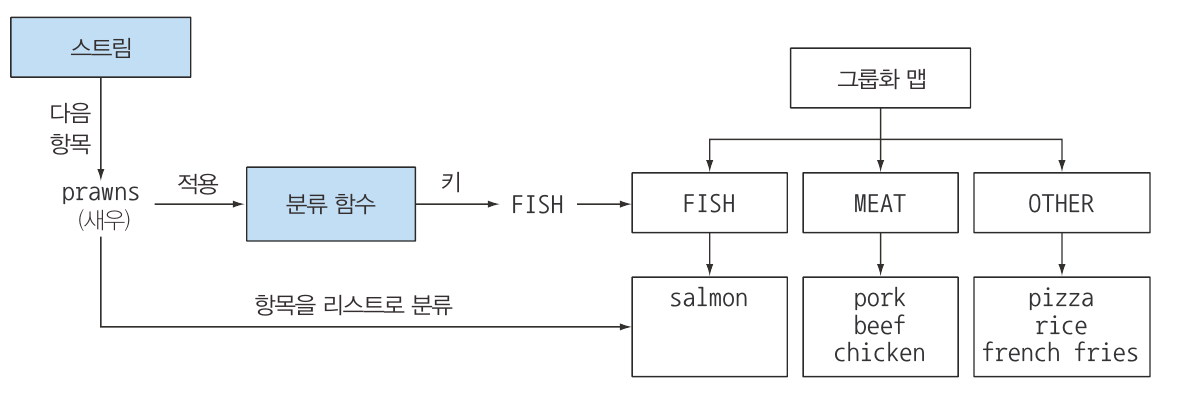 스트림
다음
항목
prawns
(새우)
적용
분류 함수
키
FISH
항목을 리스트로 분류
그룹화 맵
FISH
MEAT
OTHER
salmon
pork
beef
chicken
pizza
rice
french fries